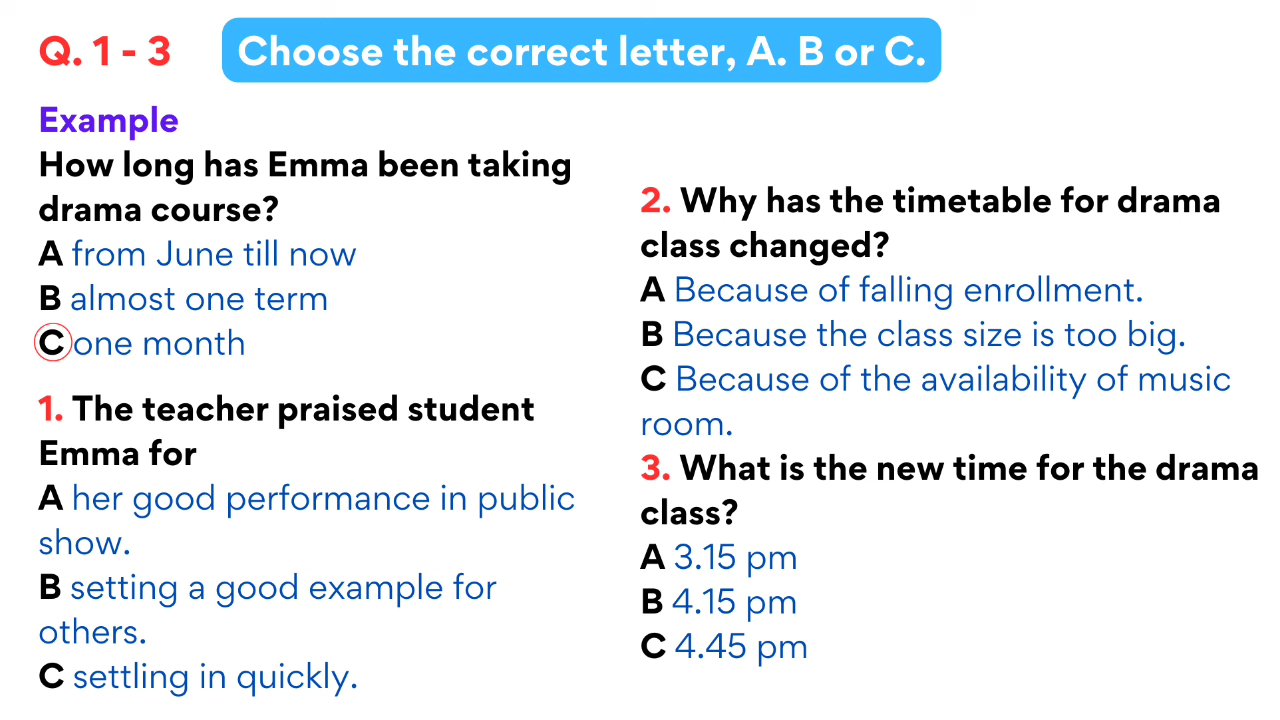 Q. 1 - 3
Choose the correct letter, A. B or C.
Example
How long has Emma been taking
drama course?
A from June till now
B almost one term
C one month
1. The teacher praised student
Emma for
A her good performance in public
show.
B setting a good example for
others.
C settling in quickly.
2. Why has the timetable for drama
class changed?
A Because of falling enrollment.
B Because the class size is too big.
C Because of the availability of music
room.
3. What is the new time for the drama
class?
A 3.15 pm
B 4.15 pm
C 4.45 pm